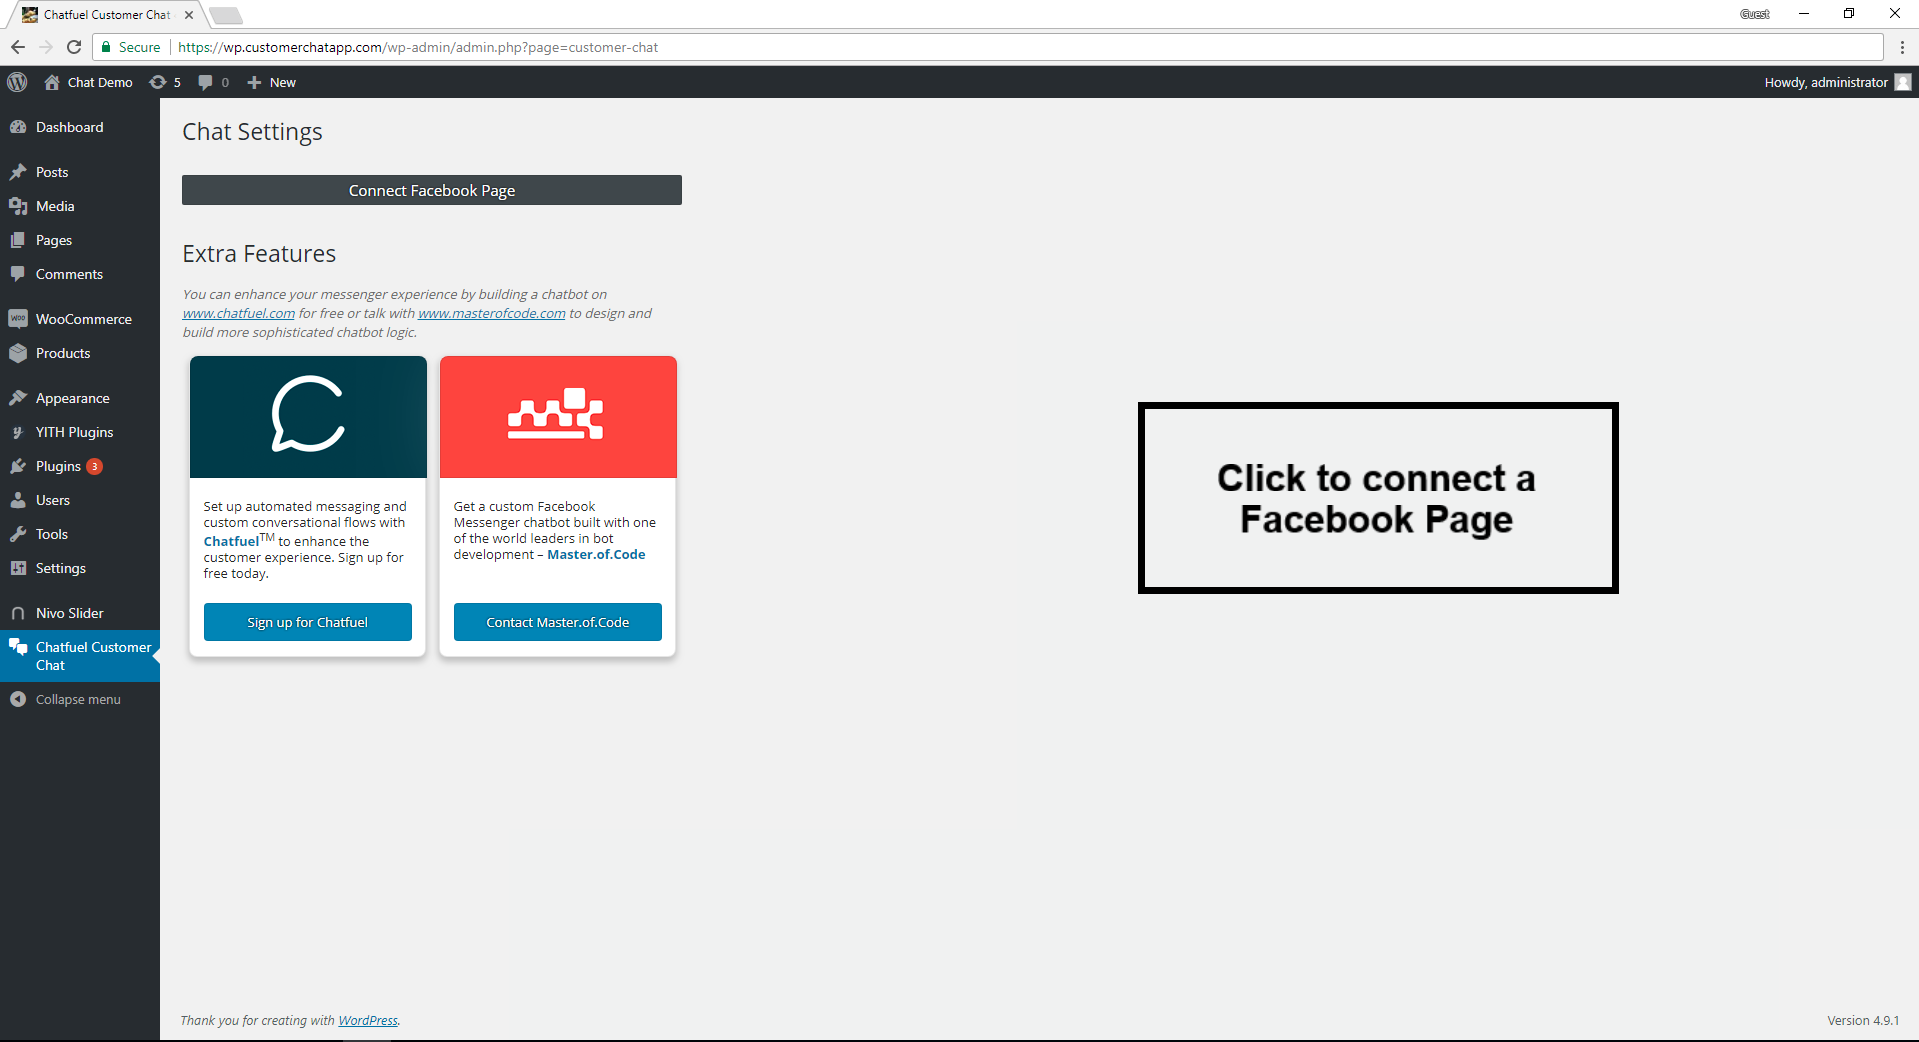 Chatfuel Customer Chat
Guest
Secure
https://wp.customerchatapp.com/wp-admin/admin.php?page=customer-chat
Chat Demo
5
0
New
Howdy, administrator
Dashboard
Posts
Media
Pages
Comments
WooCommerce
Products
Appearance
YITH Plugins
Plugins 3
Users
Tools
Settings
Nivo Slider
Chatfuel Customer
Chat
Collapse menu
Chat Settings
Connect Facebook Page
Extra Features
You can enhance your messenger experience by building a chatbot on
www.chatfuel.com for free or talk with www.masterofcode.com to design and
build more sophisticated chatbot logic.
Set up automated messaging and
custom conversational flows with
Chatfuel™ to enhance the
customer experience. Sign up for
free today.
Sign up for Chatfuel
Get a custom Facebook
Messenger chatbot built with one
of the world leaders in bot
development – Master.of.Code
Contact Master.of.Code
Click to connect a
Facebook Page
Thank you for creating with WordPress.
Version 4.9.1